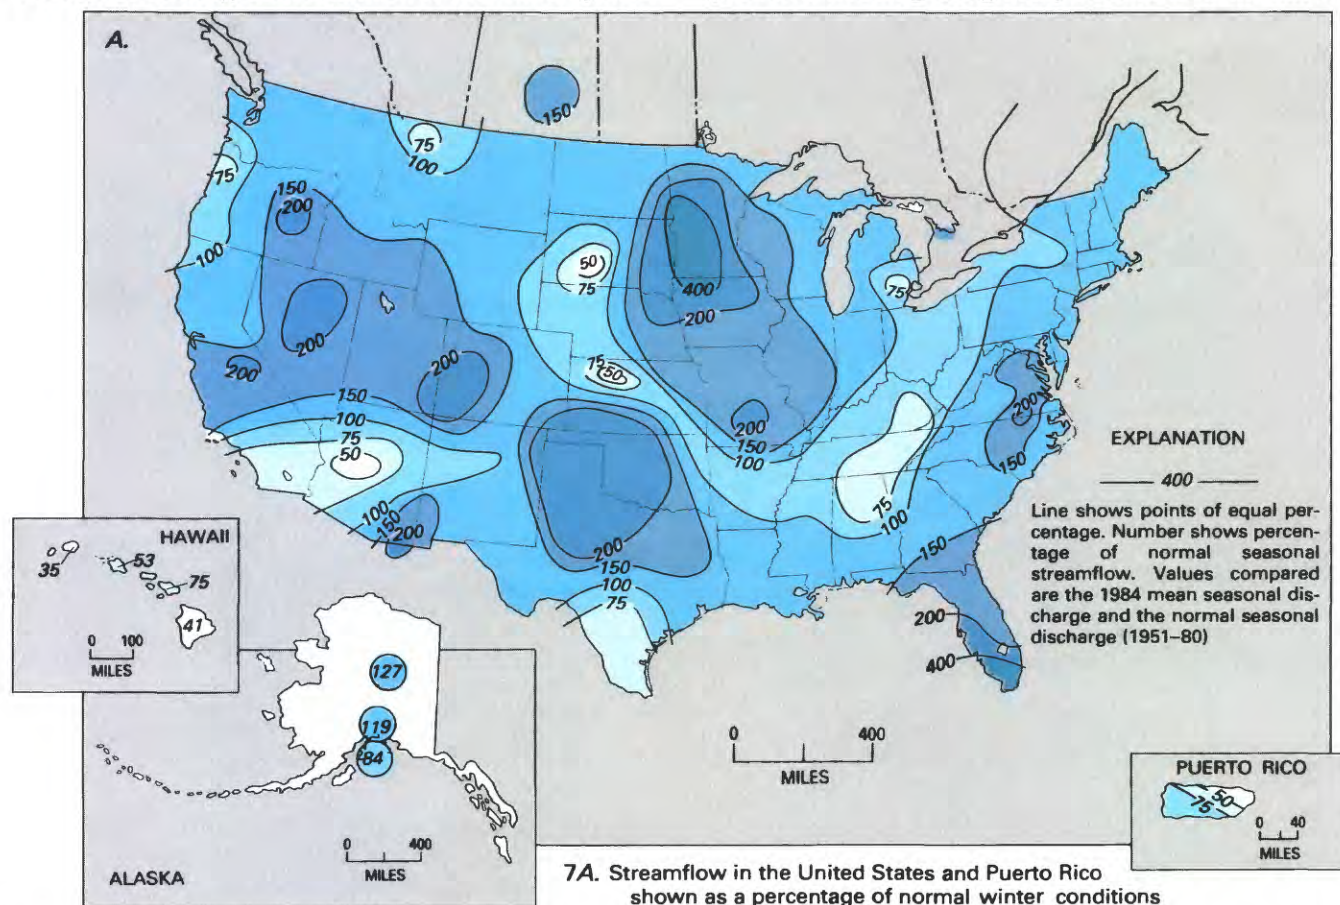 A.
150
75
100
75
150
200
100
50
75
400
200
75
200
200
200
75
50
150
200
200
150
100
200
150
100
75
50
75
100
150
EXPLANATION
400
Line shows points of equal per-
centage. Number shows percen-
tage of normal seasonal
streamflow. Values compared
are the 1984 mean seasonal dis-
charge and the normal seasonal
discharge (1951–80)
100
150
200
200
150
100
75
200
400
HAWAII
35
53
75
41
0 100
MILES
127
119
84
0 400
MILES
ALASKA
0 400
MILES
PUERTO RICO
50
75
0 40
MILES
7A. Streamflow in the United States and Puerto Rico
shown as a percentage of normal winter conditions